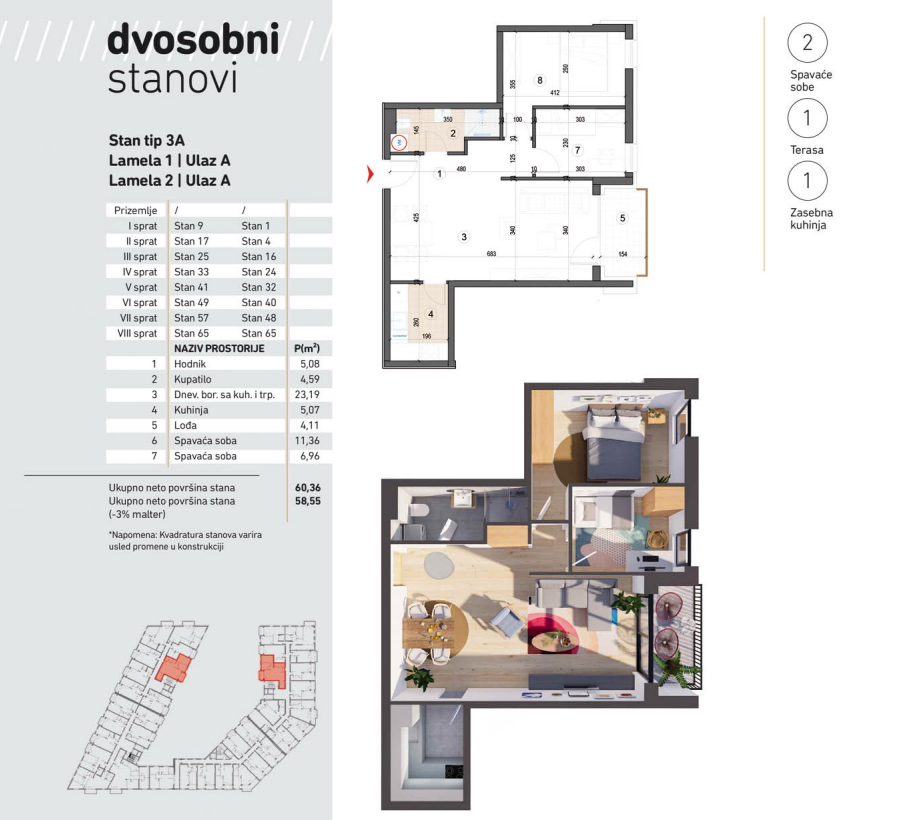 dvosobni
stanovi
Stan tip 3A
Lamela 1 | Ulaz A
Lamela 2 | Ulaz A
Prizemlje / /
I sprat Stan 9 Stan 1
II sprat Stan 17 Stan 4
III sprat Stan 25 Stan 16
IV sprat Stan 33 Stan 24
V sprat Stan 41 Stan 32
VI sprat Stan 49 Stan 40
VII sprat Stan 57 Stan 48
VIII sprat Stan 65 Stan 65
NAZIV PROSTORIJE P(m²)
1 Hodnik 5,08
2 Kupatilo 4,59
3 Dnev. bor. sa kuh. i trp. 23,19
4 Kuhinja 5,07
5 Lođa 4,11
6 Spavaća soba 11,36
7 Spavaća soba 6,96
Ukupno neto površina stana 60,36
Ukupno neto površina stana 58,55
(-3% malter)
*Napomena: Kvadratura stanova varira
usled promene u konstrukciji
355
8
250
412
350
145
2
100
303
230
7
125
303
1
480
425
3
340
340
683
5
154
4
260
196
2
Spavaće
sobe
1
Terasa
1
Zasebna
kuhinja